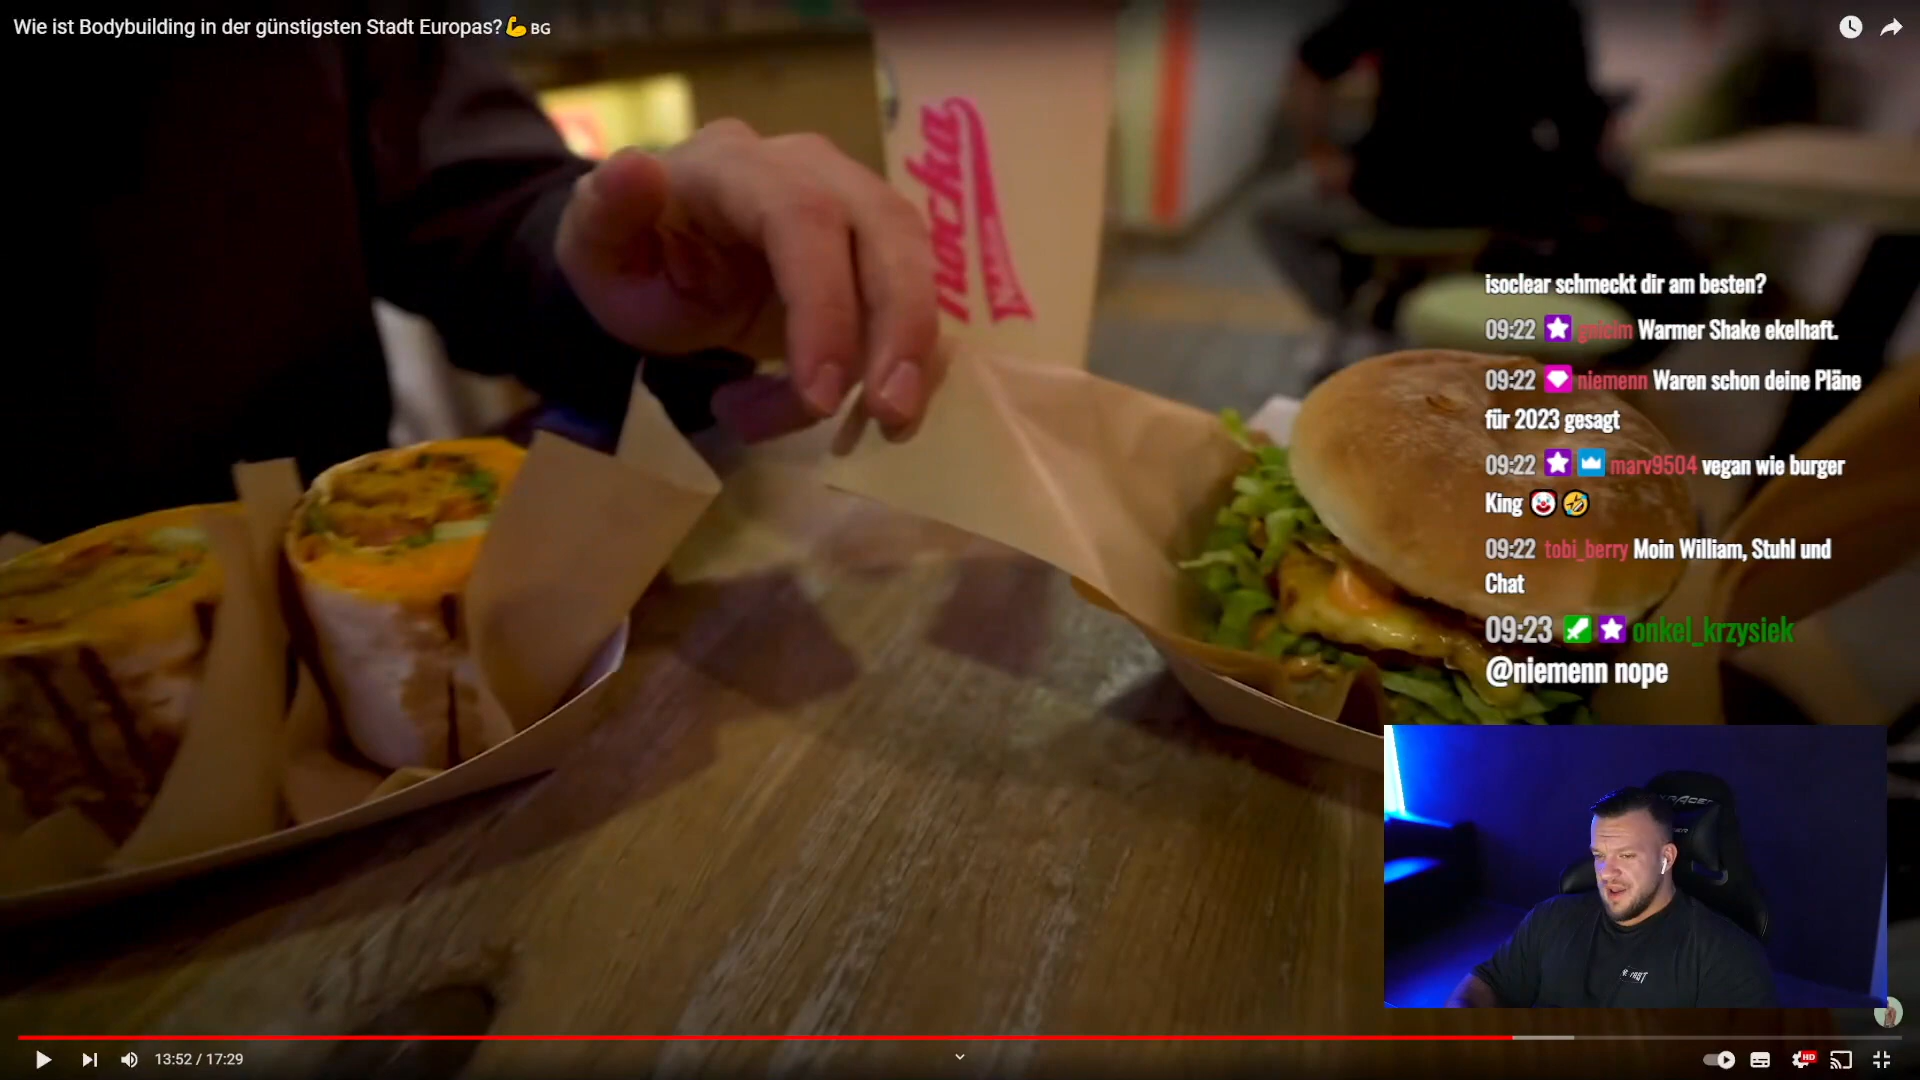 Wie ist Bodybuilding in der günstigsten Stadt Europas?💪 BG
nocka
isoclear schmeckt dir am besten?
09:22 Warmer Shake ekelhaft.
09:22 niemenn Waren schon deine Pläne
für 2023 gesagt
09:22 marv9504 vegan wie burger
King 🤡 🤣
09:22 tobi_berry Moin William, Stuhl und
Chat
09:23 onkel_krzysiek
@niemenn nope
13:52 / 17:29
HD